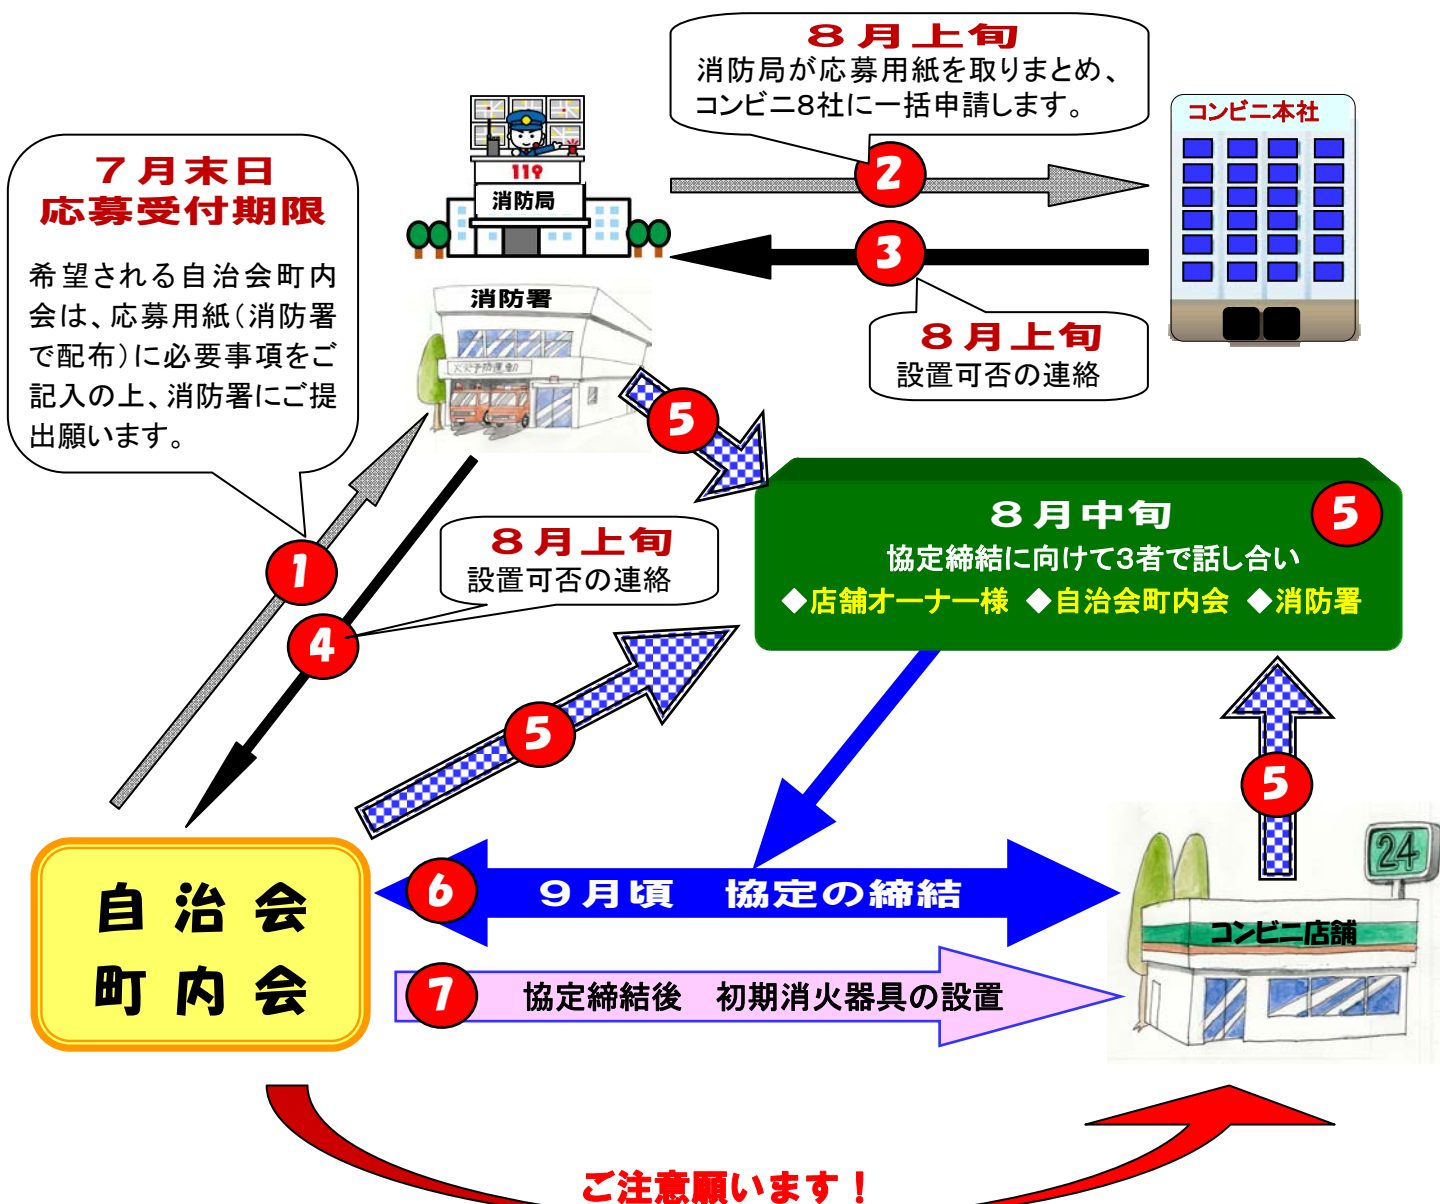 8月上旬
消防局が応募用紙を取りまとめ、
コンビニ8社に一括申請します。
コンビニ本社
119
消防局
2
3
7月末日
応募受付期限
希望される自治会町内
会は、応募用紙(消防署
で配布)に必要事項をご
記入の上、消防署にご提
出願います。
消防署
火災予防運動
8月上旬
設置可否の連絡
5
8月中旬
5
協定締結に向けて3者で話し合い
◆店舗オーナー様 ◆自治会町内会 ◆消防署
1
8月上旬
設置可否の連絡
4
5
5
24
自治会
町内会
6
9月頃 協定の締結
コンビニ店舗
7
協定締結後 初期消火器具の設置
ご注意願います!